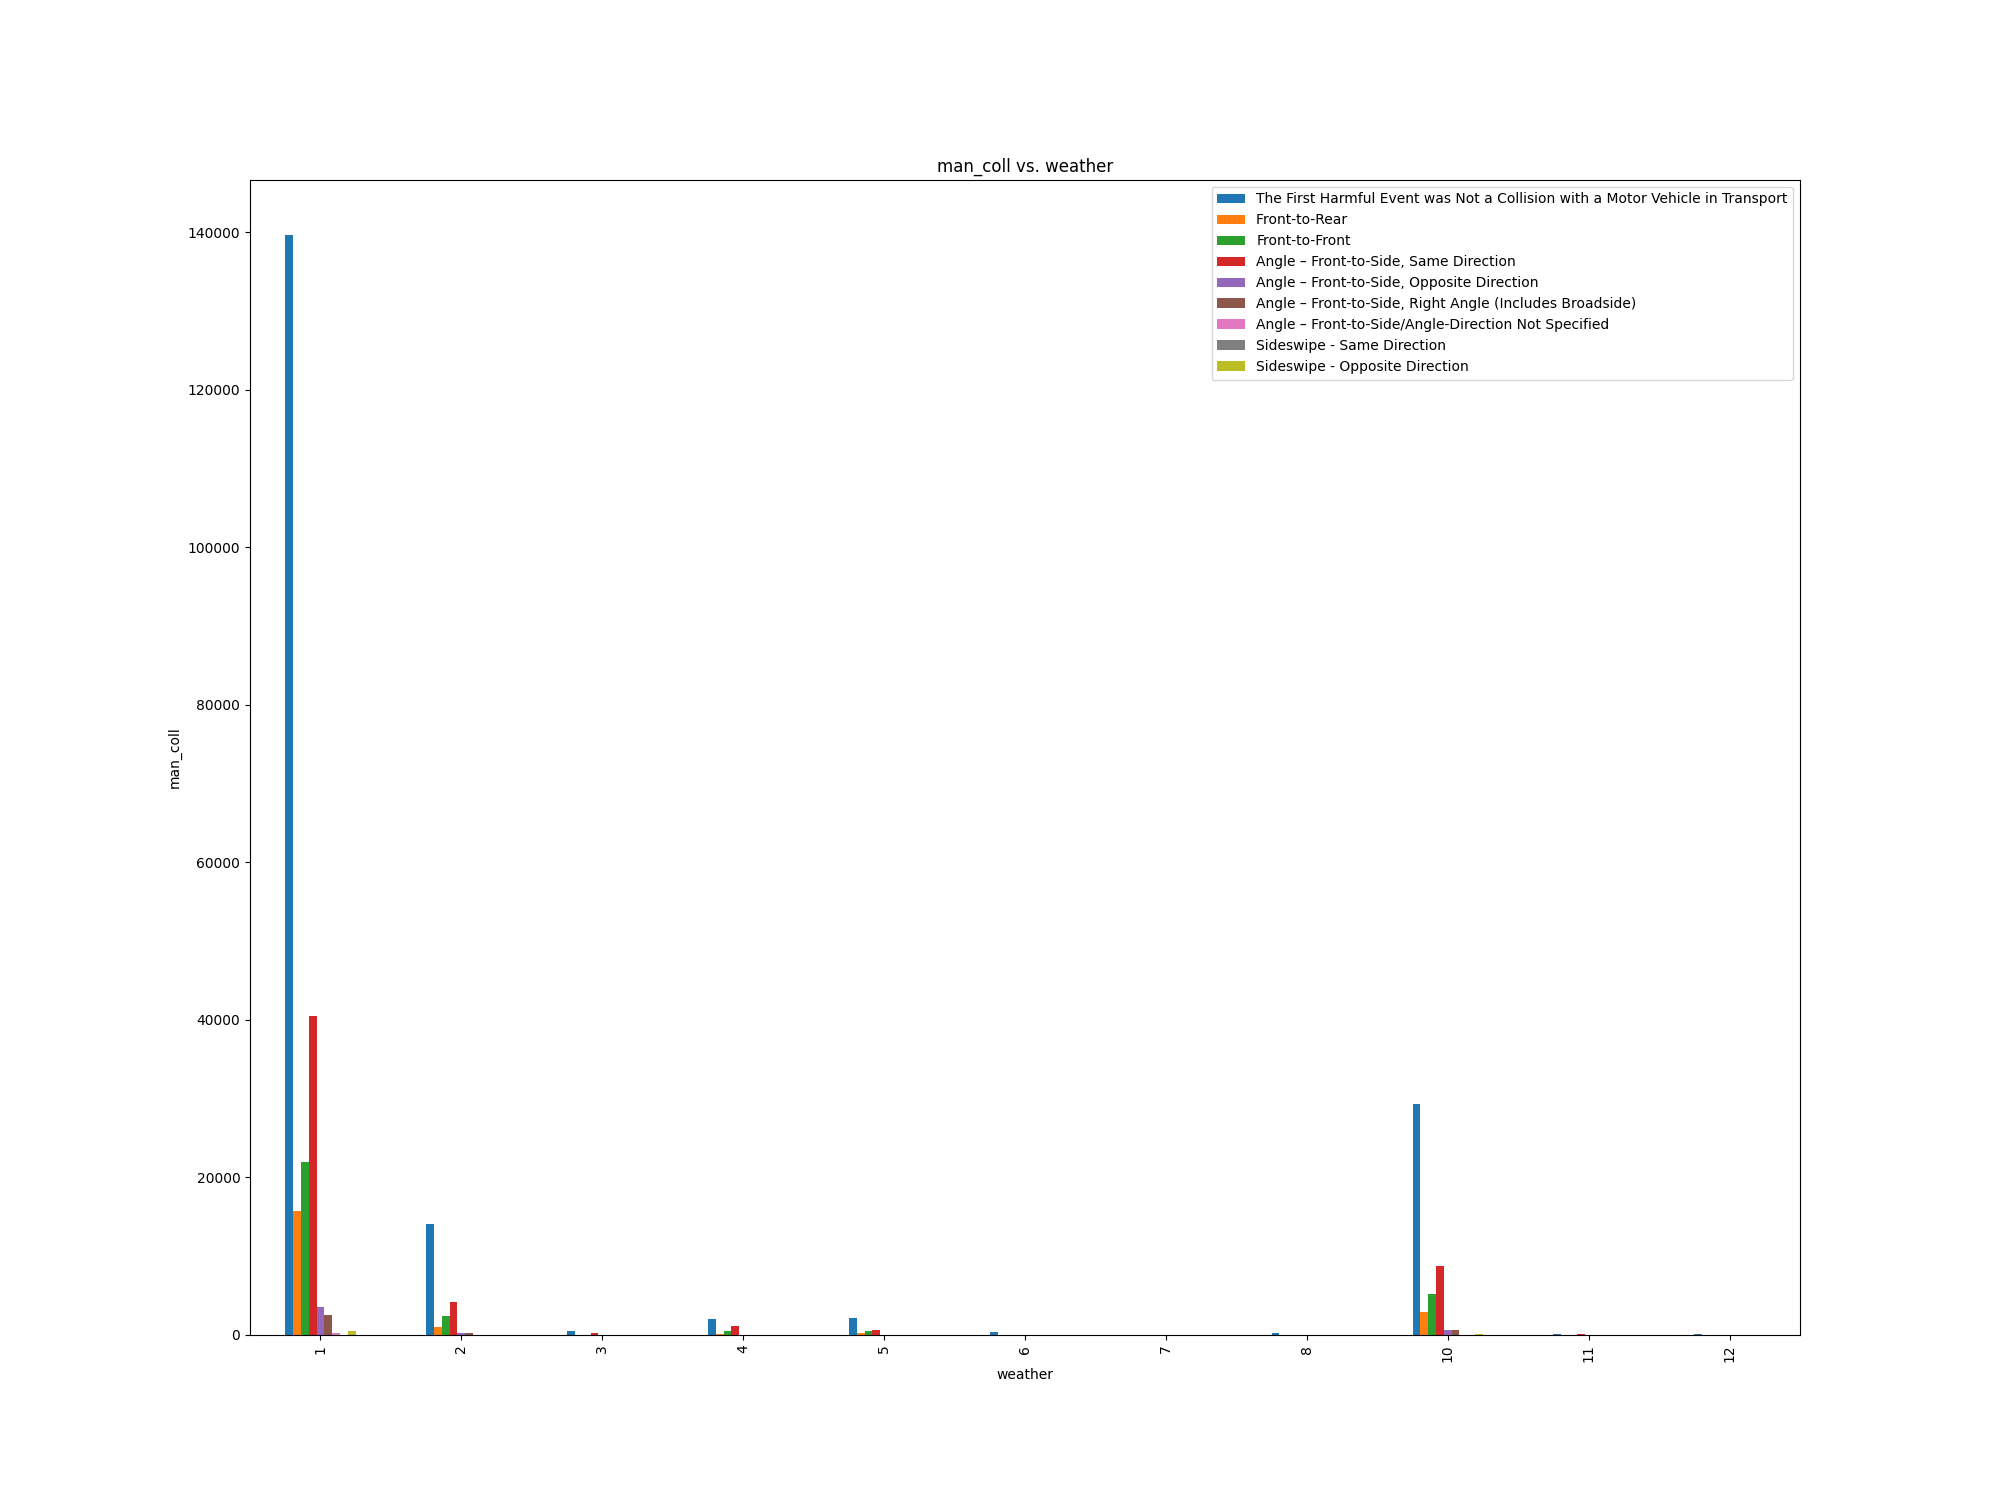 man_coll vs. weather
The First Harmful Event was Not a Collision with a Motor Vehicle in Transport
Front-to-Rear
Front-to-Front
Angle – Front-to-Side, Same Direction
Angle – Front-to-Side, Opposite Direction
Angle – Front-to-Side, Right Angle (Includes Broadside)
Angle – Front-to-Side/Angle-Direction Not Specified
Sideswipe - Same Direction
Sideswipe - Opposite Direction
140000
120000
100000
80000
60000
40000
20000
0
man_coll
1 2 3 4 5 6 7 8 10 11 12
weather